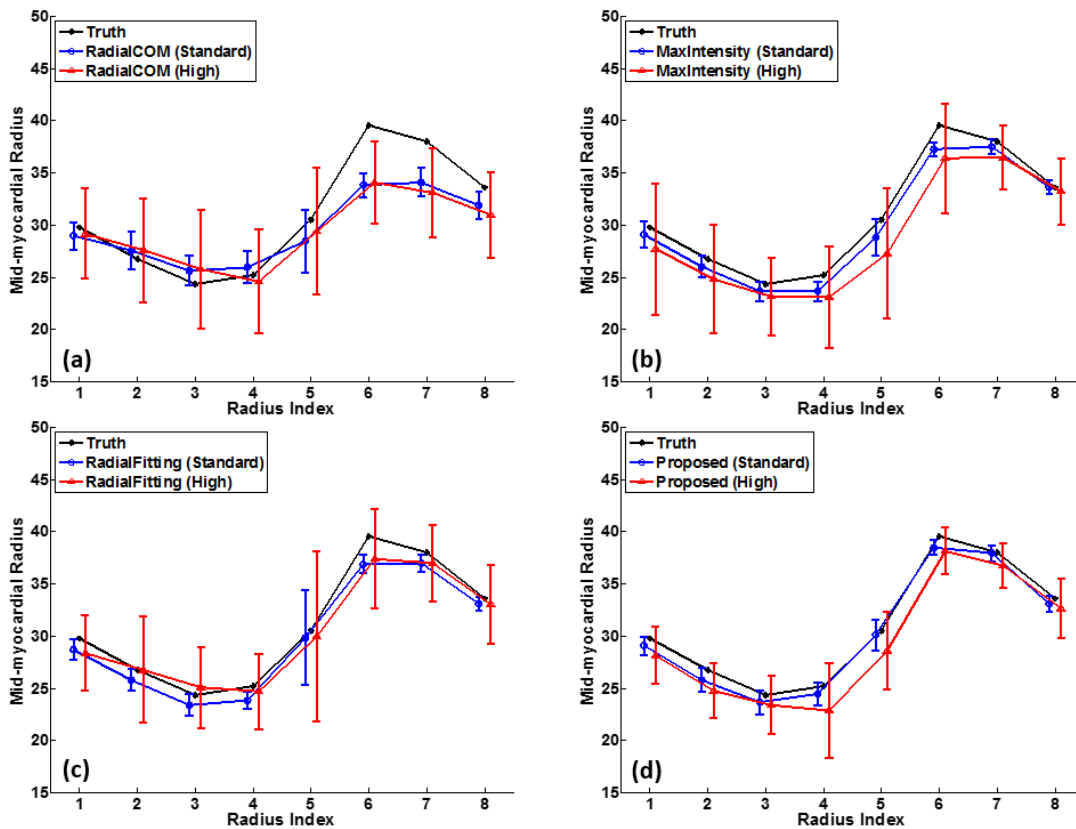 50
45
40
35
30
25
20
15
Mid-myocardial Radius
Truth
RadialCOM (Standard)
RadialCOM (High)
(a)
1 2 3 4 5 6 7 8
Radius Index
50
45
40
35
30
25
20
15
Mid-myocardial Radius
Truth
MaxIntensity (Standard)
MaxIntensity (High)
(b)
1 2 3 4 5 6 7 8
Radius Index
50
45
40
35
30
25
20
15
Mid-myocardial Radius
Truth
RadialFitting (Standard)
RadialFitting (High)
(c)
1 2 3 4 5 6 7 8
Radius Index
50
45
40
35
30
25
20
15
Mid-myocardial Radius
Truth
Proposed (Standard)
Proposed (High)
(d)
1 2 3 4 5 6 7 8
Radius Index